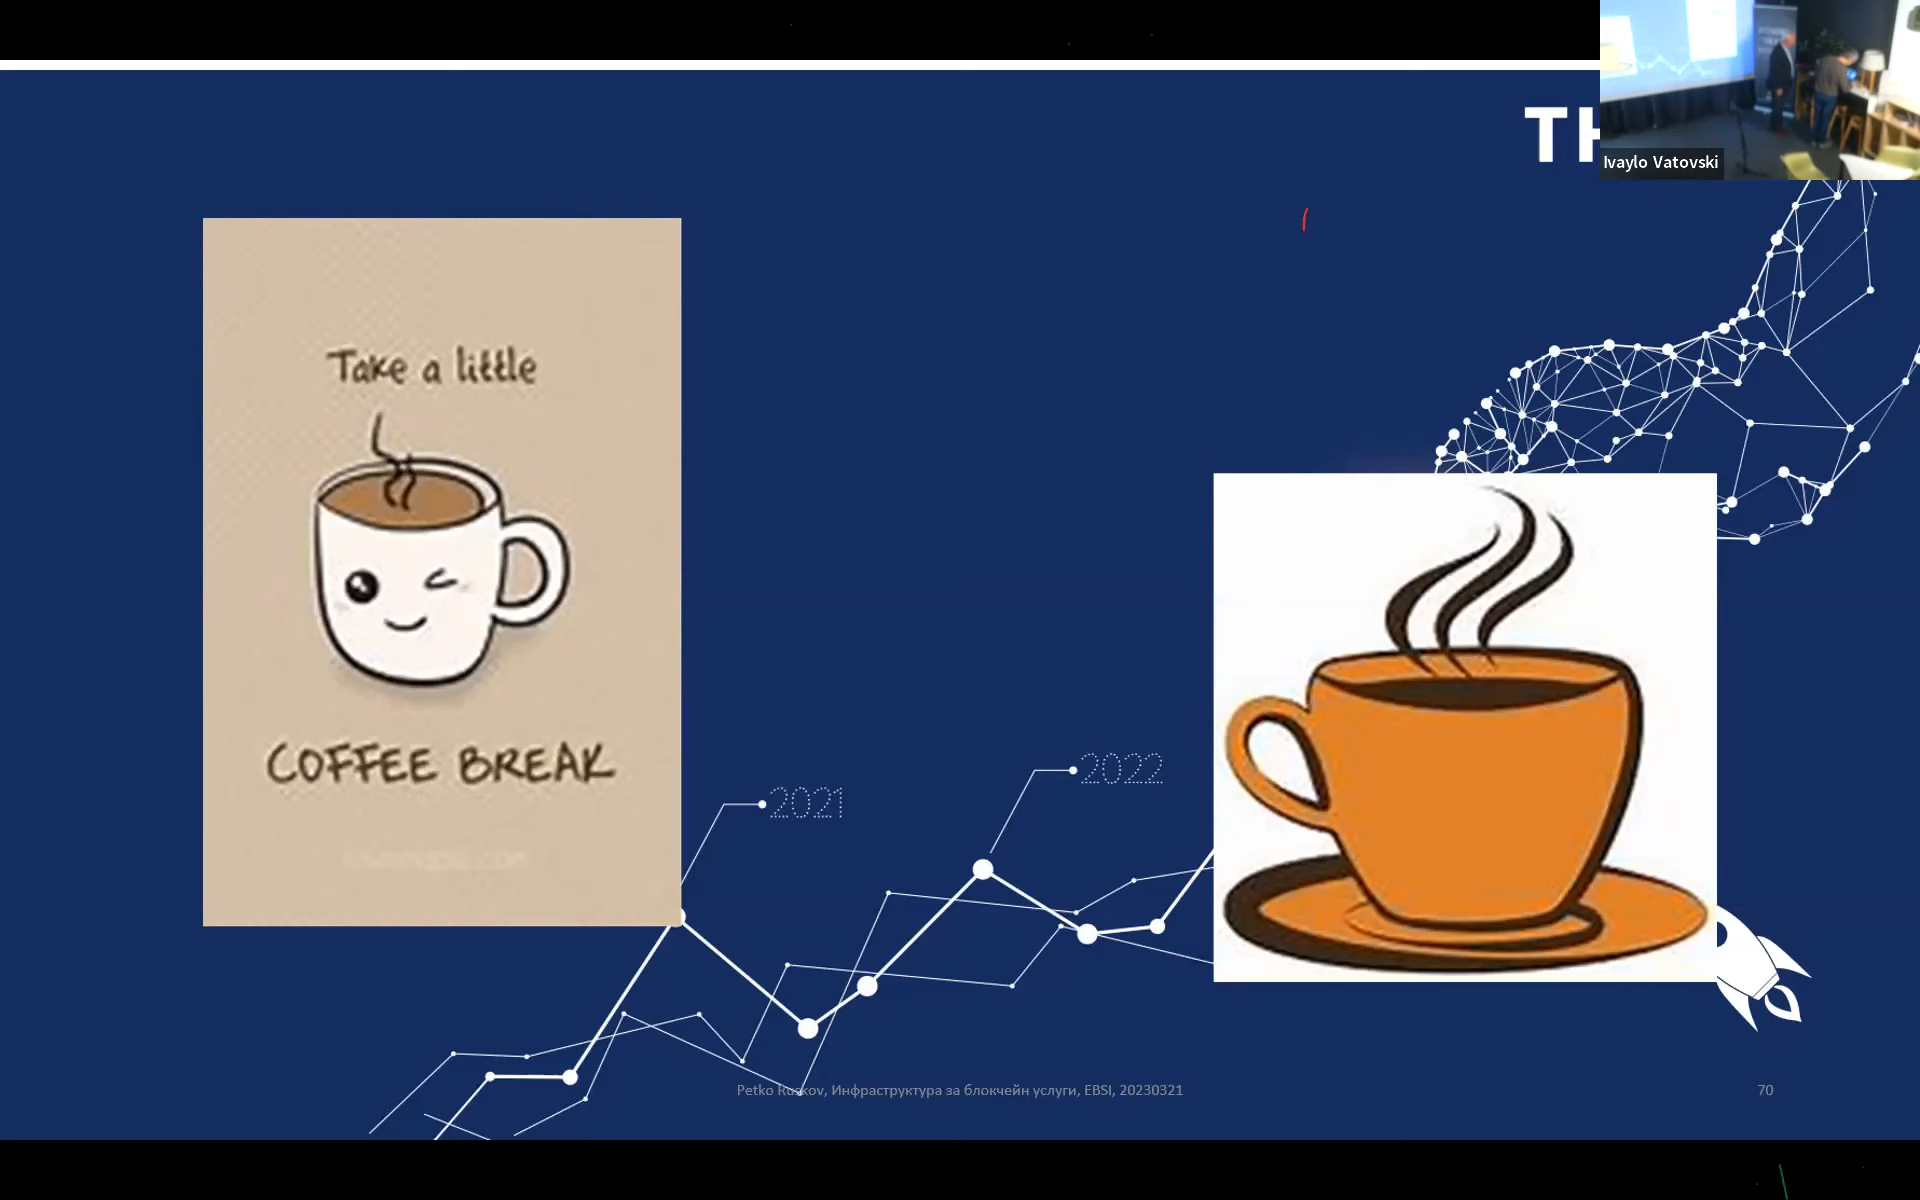 TH
Ivaylo Vatovski
Take a little
COFFEE BREAK
2021
2022
Petko Ruskov, Инфраструктура за блокчейн услуги, EBSI, 20230321
70